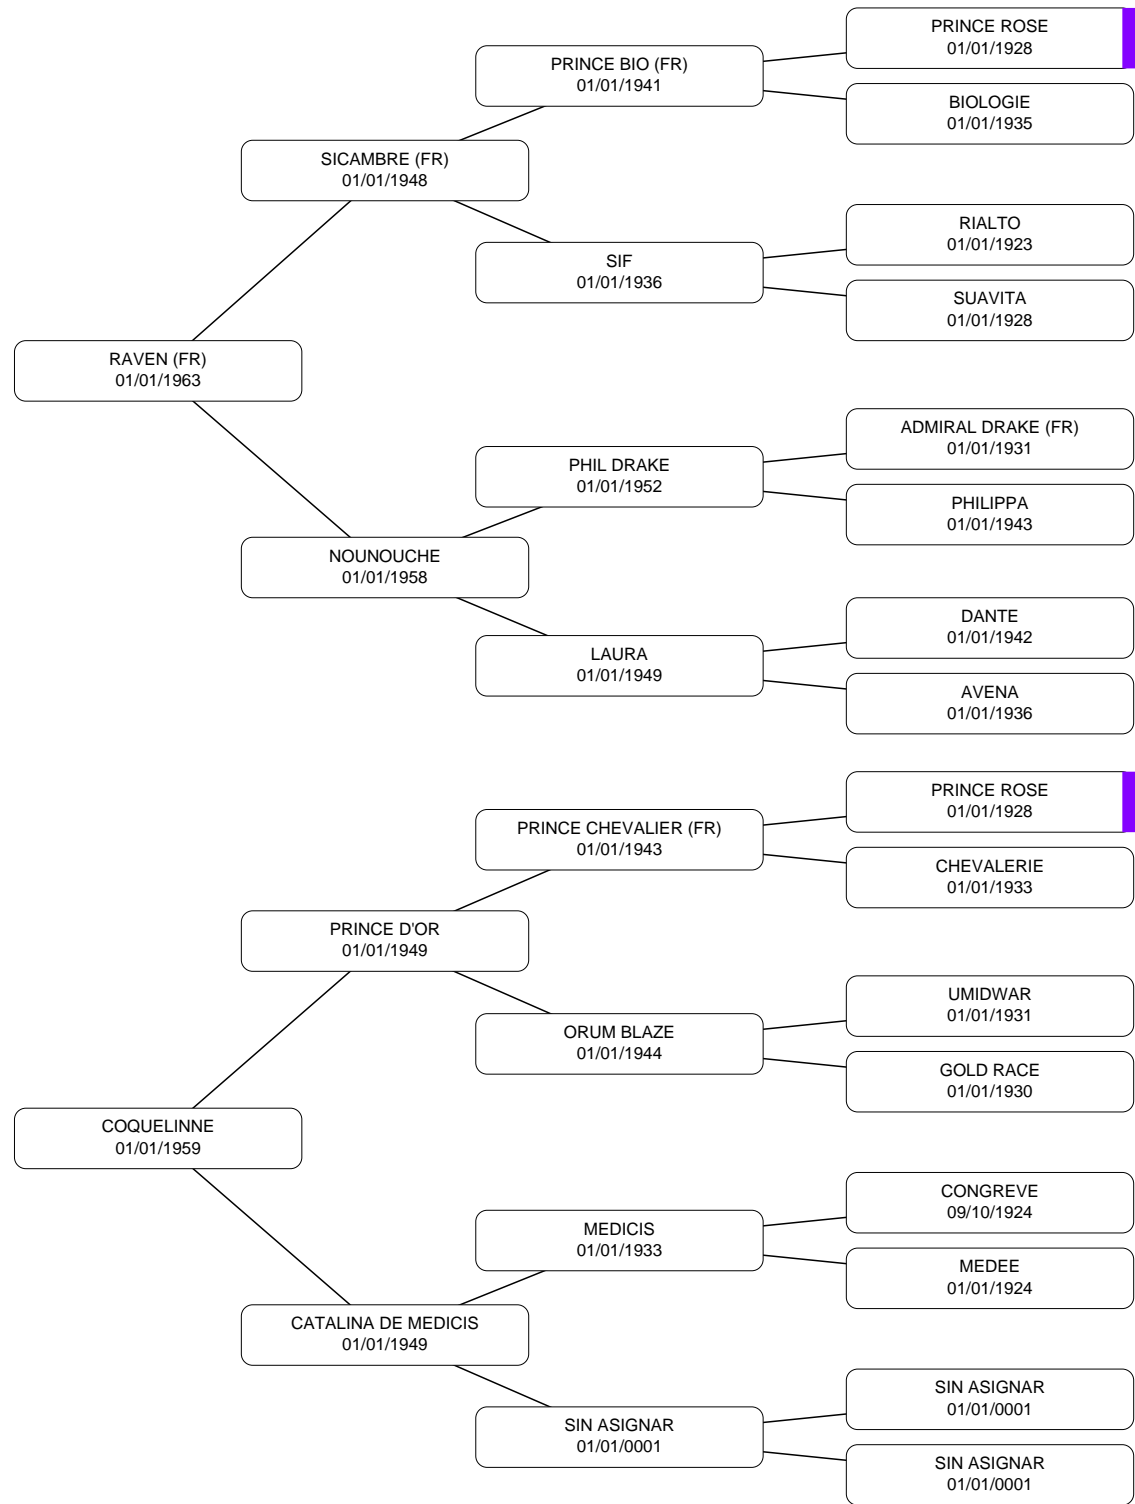 PRINCE ROSE
01/01/1928
PRINCE BIO (FR)
01/01/1941
BIOLOGIE
01/01/1935
SICAMBRE (FR)
01/01/1948
RIALTO
01/01/1923
SIF
01/01/1936
SUAVITA
01/01/1928
RAVEN (FR)
01/01/1963
ADMIRAL DRAKE (FR)
01/01/1931
PHIL DRAKE
01/01/1952
PHILIPPA
01/01/1943
NOUNOUCHE
01/01/1958
DANTE
01/01/1942
LAURA
01/01/1949
AVENA
01/01/1936
PRINCE ROSE
01/01/1928
PRINCE CHEVALIER (FR)
01/01/1943
CHEVALERIE
01/01/1933
PRINCE D'OR
01/01/1949
UMIDWAR
01/01/1931
ORUM BLAZE
01/01/1944
GOLD RACE
01/01/1930
COQUELINNE
01/01/1959
CONGREVE
09/10/1924
MEDICIS
01/01/1933
MEDEE
01/01/1924
CATALINA DE MEDICIS
01/01/1949
SIN ASIGNAR
01/01/0001
SIN ASIGNAR
01/01/0001
SIN ASIGNAR
01/01/0001